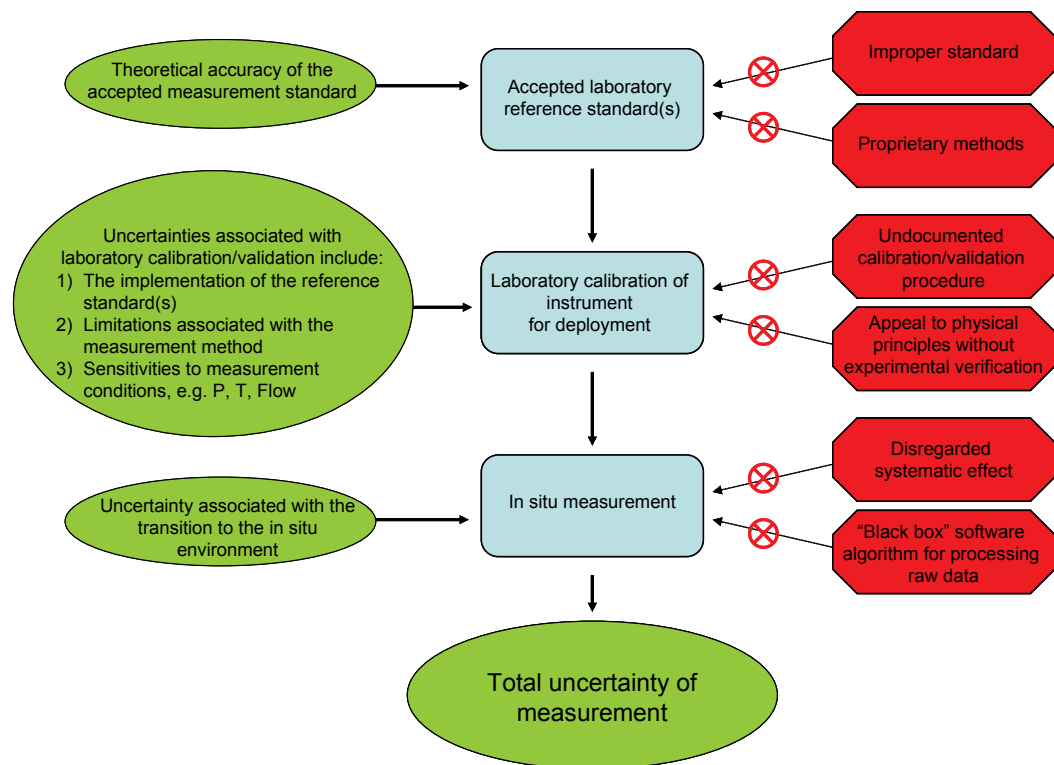 Theoretical accuracy of the
accepted measurement standard
Accepted laboratory
reference standard(s)
Improper standard
Proprietary methods
Uncertainties associated with
laboratory calibration/validation include:
1) The implementation of the reference
standard(s)
2) Limitations associated with the
measurement method
3) Sensitivities to measurement
conditions, e.g. P, T, Flow
Laboratory calibration of
instrument
for deployment
Undocumented
calibration/validation
procedure
Appeal to physical
principles without
experimental verification
Uncertainty associated with the
transition to the in situ
environment
In situ measurement
Disregarded
systematic effect
“Black box” software
algorithm for processing
raw data
Total uncertainty of
measurement